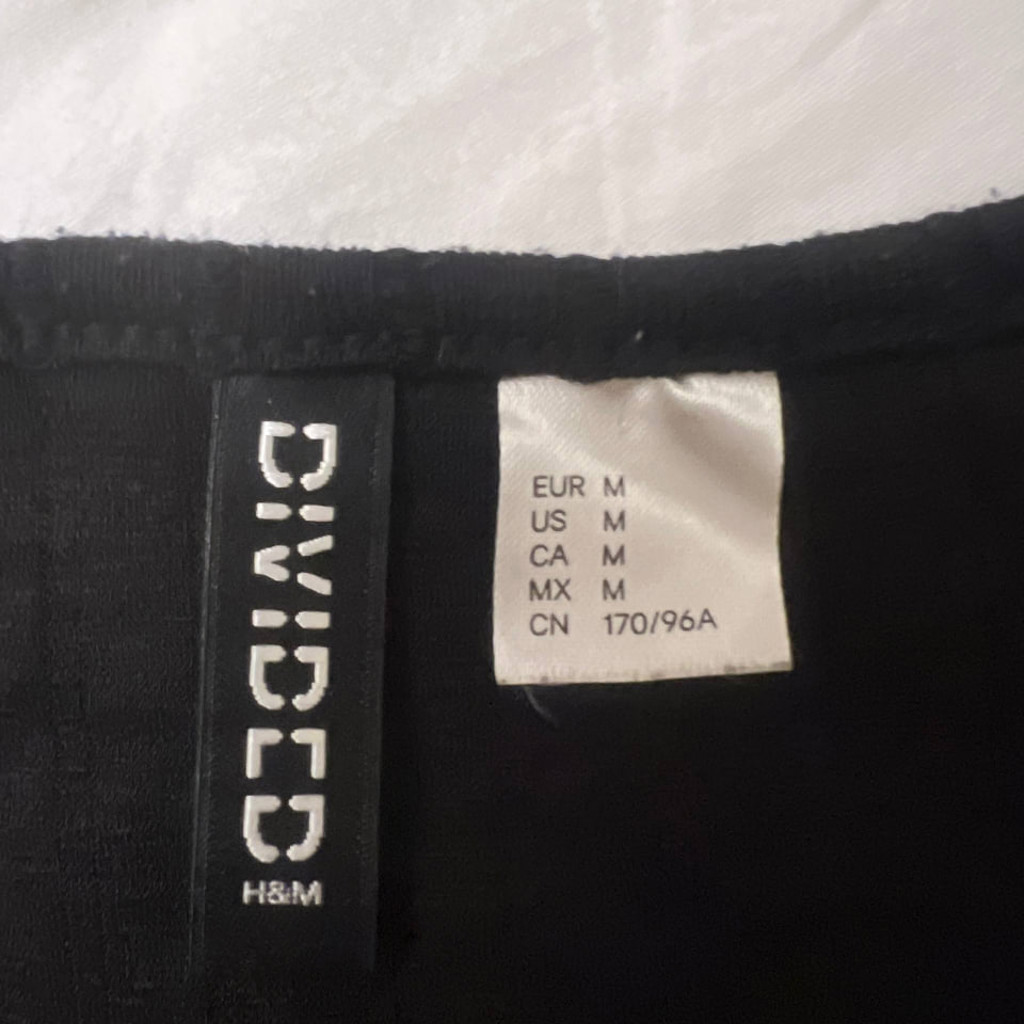 DIVIDED
H&M
EUR M
US M
CA M
MX M
CN 170/96A